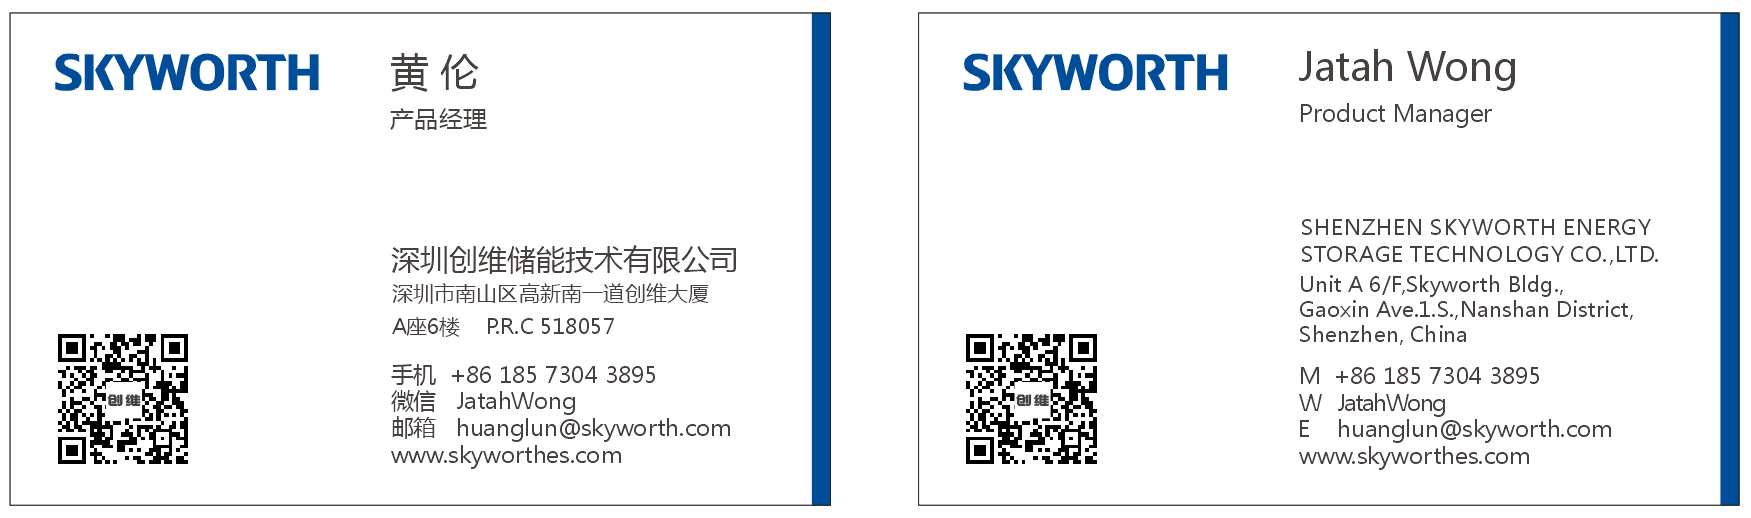 SKYWORTH
黄 伦
产品经理
深圳创维储能技术有限公司
深圳市南山区高新南一道创维大厦
A座6楼 P.R.C 518057
手机 +86 185 7304 3895
微信 JatahWong
邮箱 huanglun@skyworth.com
www.skyworthes.com
创维
SKYWORTH
Jatah Wong
Product Manager
SHENZHEN SKYWORTH ENERGY
STORAGE TECHNOLOGY CO.,LTD.
Unit A 6/F,Skyworth Bldg.,
Gaoxin Ave.1.S.,Nanshan District,
Shenzhen, China
M +86 185 7304 3895
W JatahWong
E huanglun@skyworth.com
www.skyworthes.com
创维